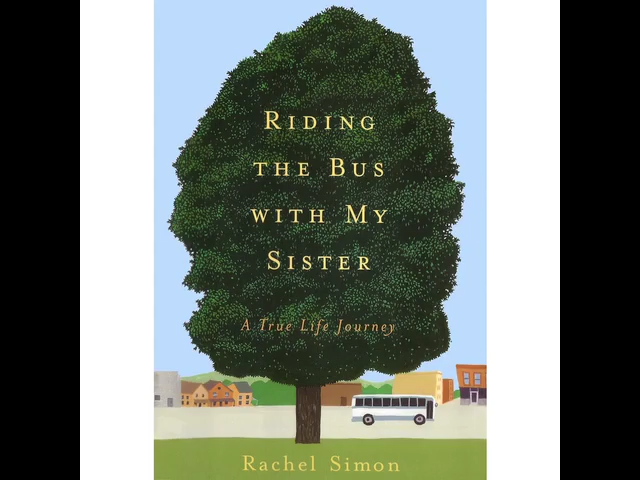 RIDING
THE BUS
WITH MY
SISTER
A True Life Journey
Rachel Simon